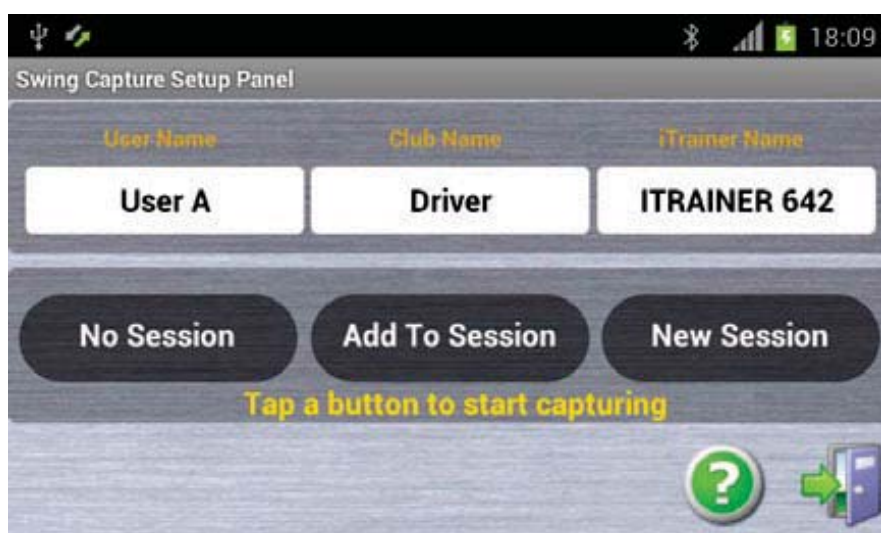 18:09
Swing Capture Setup Panel
User Name Club Name iTrainer Name
User A Driver ITRAINER 642
No Session Add To Session New Session
Tap a button to start capturing
?